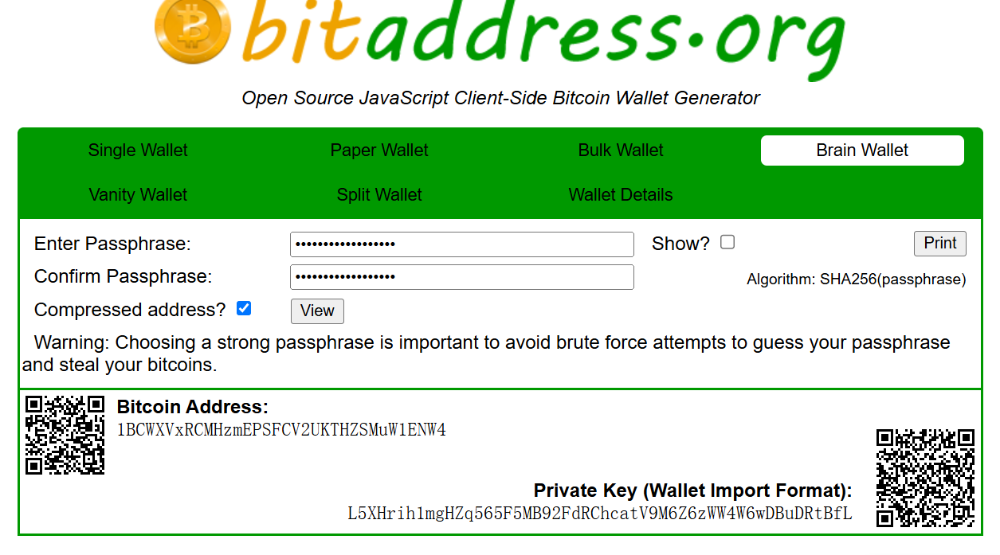 bitaddress.org
Open Source JavaScript Client-Side Bitcoin Wallet Generator
Single Wallet Paper Wallet Bulk Wallet Brain Wallet
Vanity Wallet Split Wallet Wallet Details
Enter Passphrase: •••••••••••••••••• Show? Print
Confirm Passphrase: •••••••••••••••••• Algorithm: SHA256(passphrase)
Compressed address? View
Warning: Choosing a strong passphrase is important to avoid brute force attempts to guess your passphrase
and steal your bitcoins.
Bitcoin Address:
1BCWXVxRCMHzmEPSFCV2UKTHZSMuW1ENW4
Private Key (Wallet Import Format):
L5XHrih1mgHZq565F5MB92FdRChcatV9M6Z6zWW4W6wDBuDRtBfL